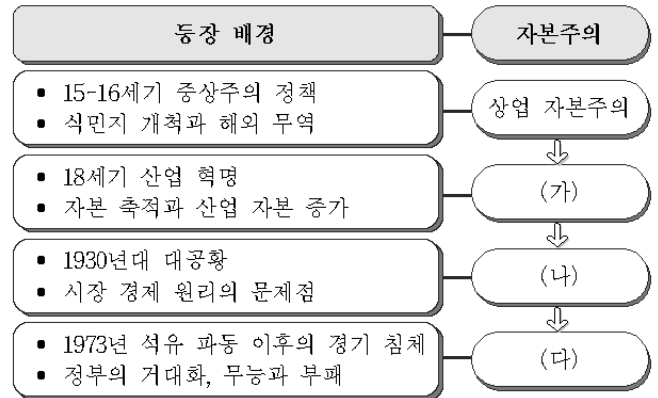 등장 배경
자본주의
• 15-16세기 중상주의 정책
• 식민지 개척과 해외 무역
상업 자본주의
• 18세기 산업 혁명
• 자본 축적과 산업 자본 증가
(가)
• 1930년대 대공황
• 시장 경제 원리의 문제점
(나)
• 1973년 석유 파동 이후의 경기 침체
• 정부의 거대화, 무능과 부패
(다)